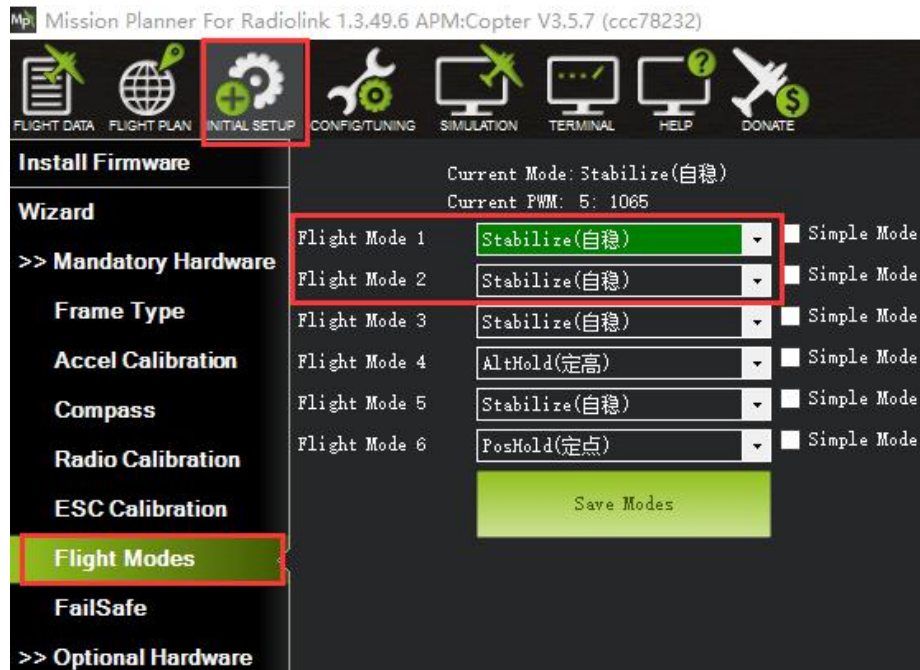 Mp Mission Planner For Radiolink 1.3.49.6 APM:Copter V3.5.7 (ccc78232)
FLIGHT DATA FLIGHT PLAN INITIAL SETUP CONFIG/TUNING SIMULATION TERMINAL HELP DONATE
Install Firmware
Wizard
>> Mandatory Hardware
Frame Type
Accel Calibration
Compass
Radio Calibration
ESC Calibration
Flight Modes
FailSafe
>> Optional Hardware
Current Mode: Stabilize(自稳)
Current PWM: 5: 1065
Flight Mode 1 Stabilize(自稳) Simple Mode
Flight Mode 2 Stabilize(自稳) Simple Mode
Flight Mode 3 Stabilize(自稳) Simple Mode
Flight Mode 4 AltHold(定高) Simple Mode
Flight Mode 5 Stabilize(自稳) Simple Mode
Flight Mode 6 PosHold(定点) Simple Mode
Save Modes